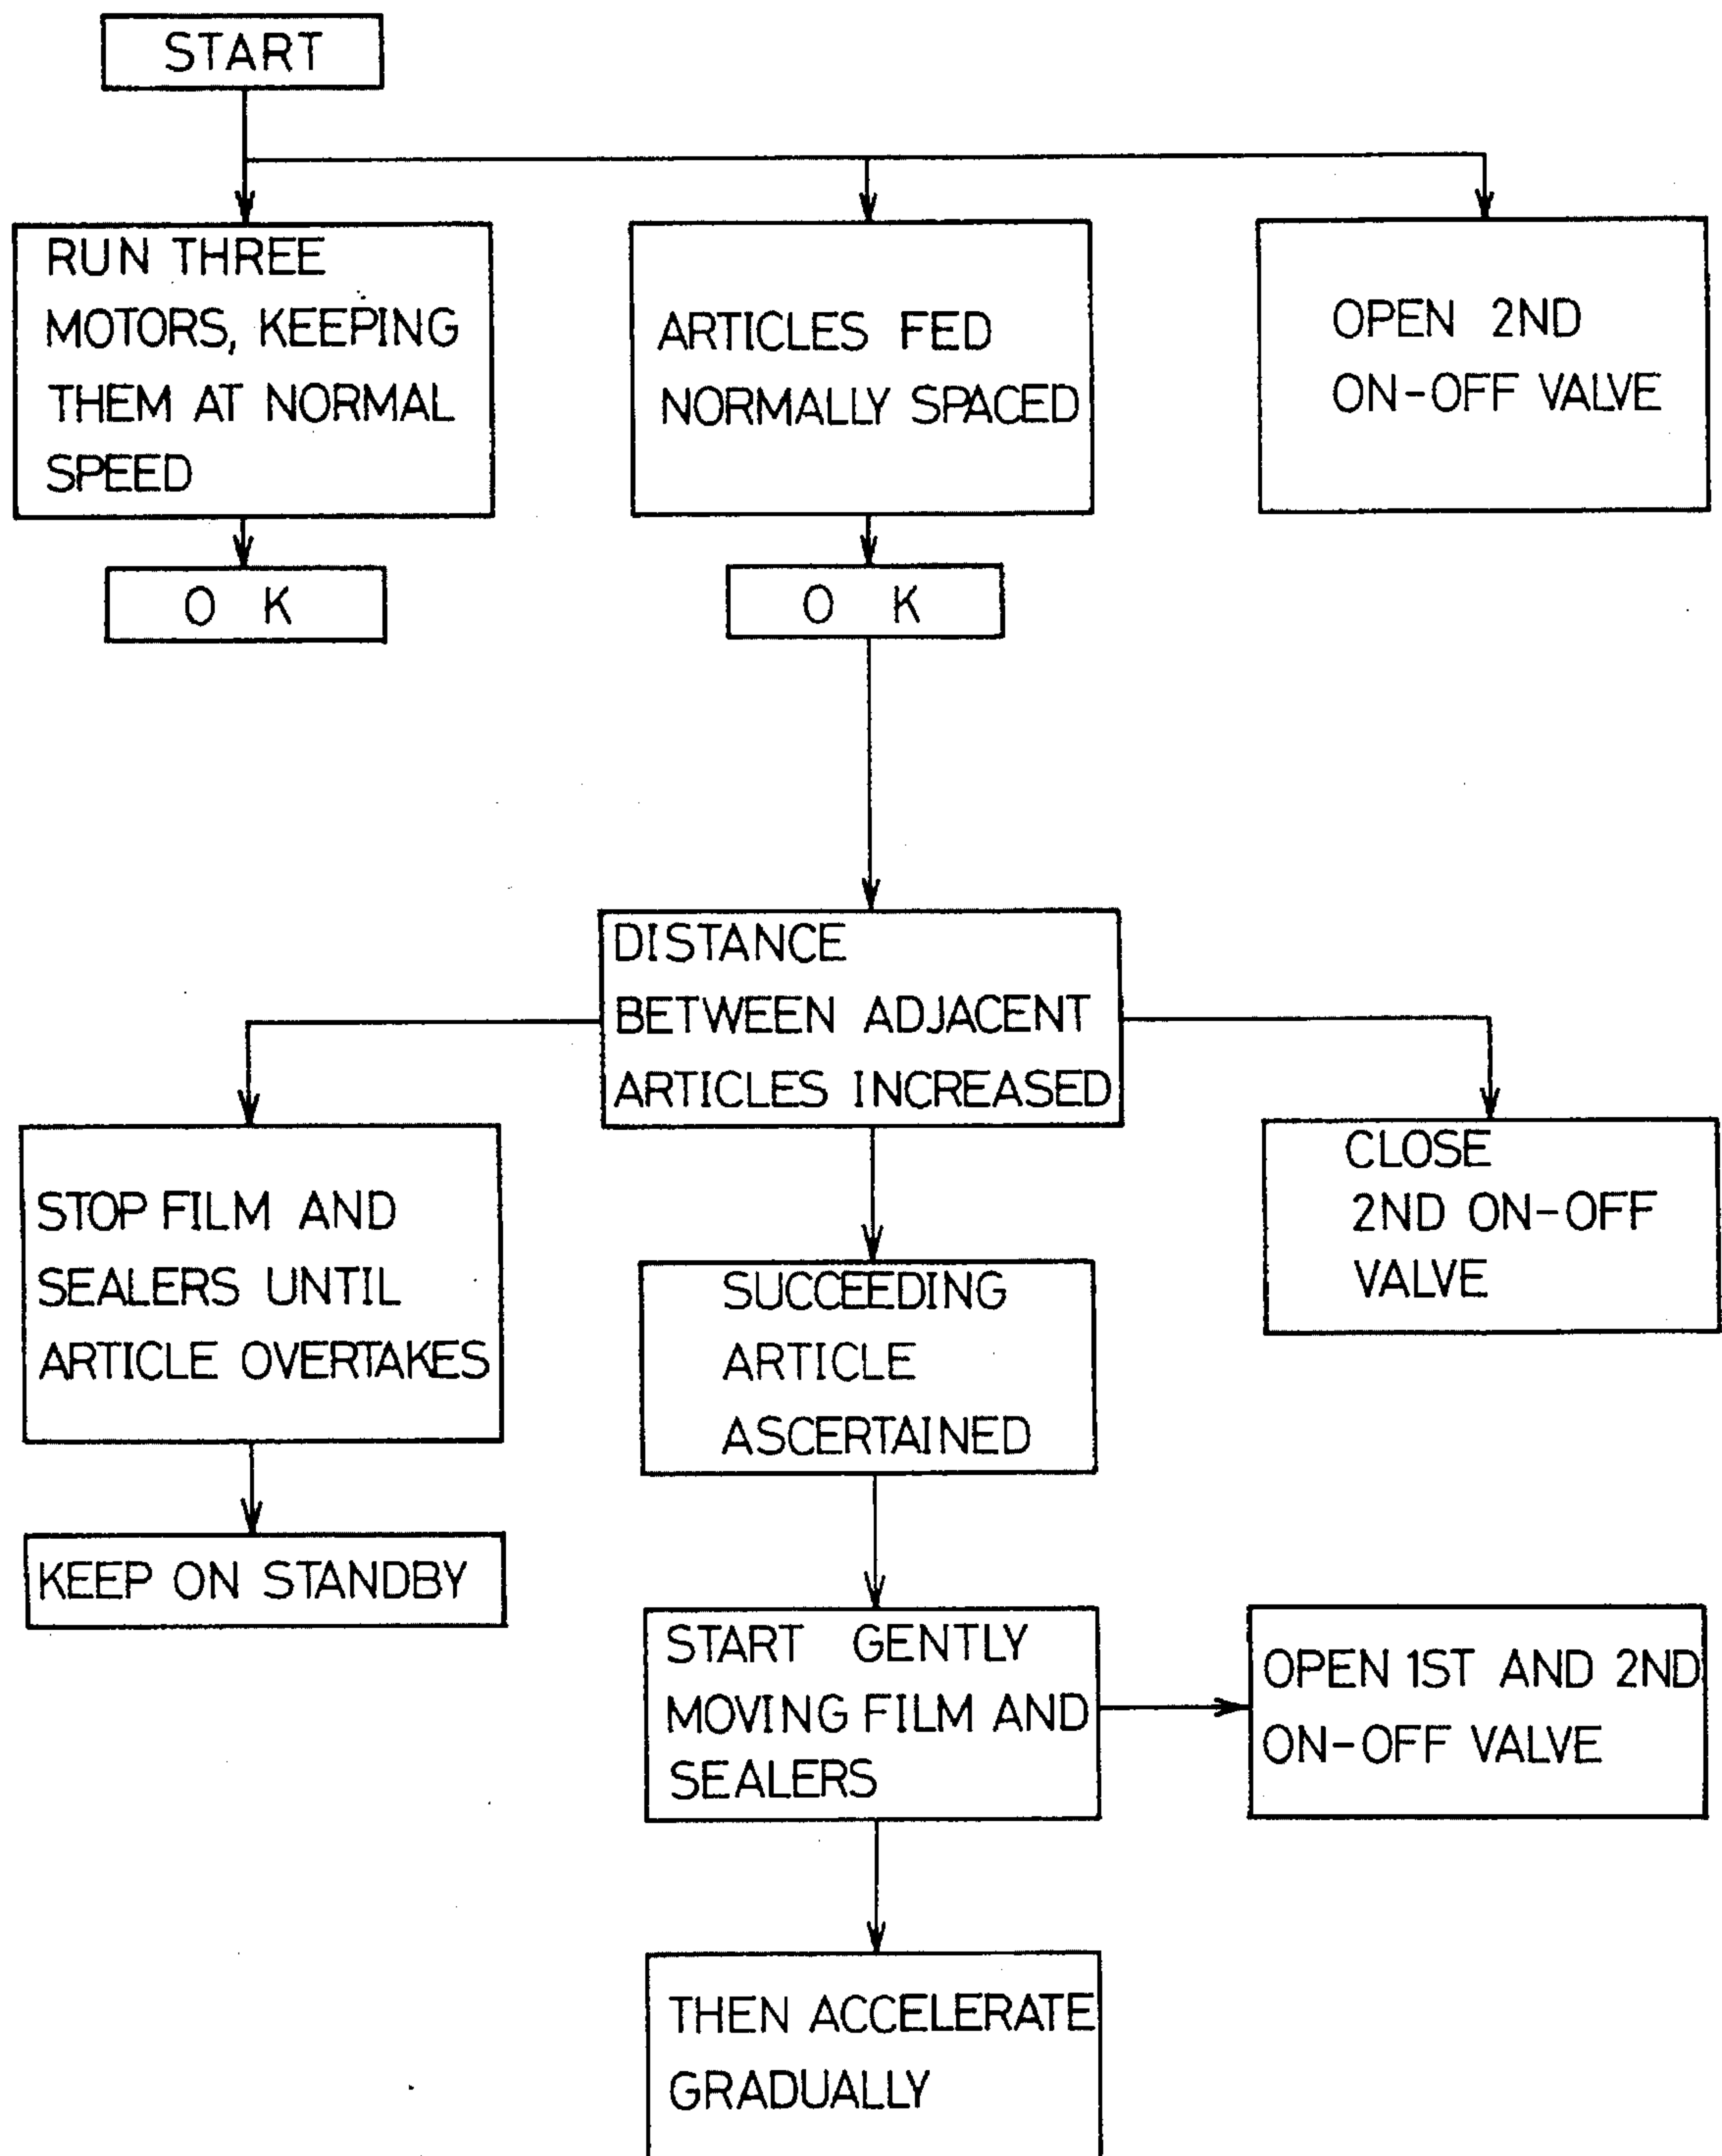 START
RUN THREE
MOTORS, KEEPING
THEM AT NORMAL
SPEED
ARTICLES FED
NORMALLY SPACED
OPEN 2ND
ON-OFF VALVE
O K
O K
DISTANCE
BETWEEN ADJACENT
ARTICLES INCREASED
STOP FILM AND
SEALERS UNTIL
ARTICLE OVERTAKES
SUCCEEDING
ARTICLE
ASCERTAINED
CLOSE
2ND ON-OFF
VALVE
KEEP ON STANDBY
START GENTLY
MOVING FILM AND
SEALERS
OPEN 1ST AND 2ND
ON-OFF VALVE
THEN ACCELERATE
GRADUALLY